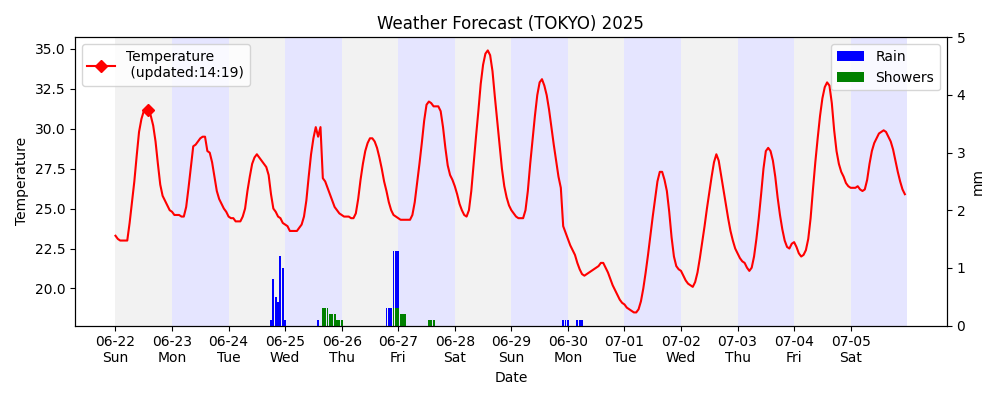 Weather Forecast (TOKYO) 2025
Temperature
(updated:14:19)
Rain
Showers
35.0
32.5
30.0
27.5
25.0
22.5
20.0
Temperature
5
4
3
2
1
0
mm
06-22 06-23 06-24 06-25 06-26 06-27 06-28 06-29 06-30 07-01 07-02 07-03 07-04 07-05
Sun Mon Tue Wed Thu Fri Sat Sun Mon Tue Wed Thu Fri Sat
Date